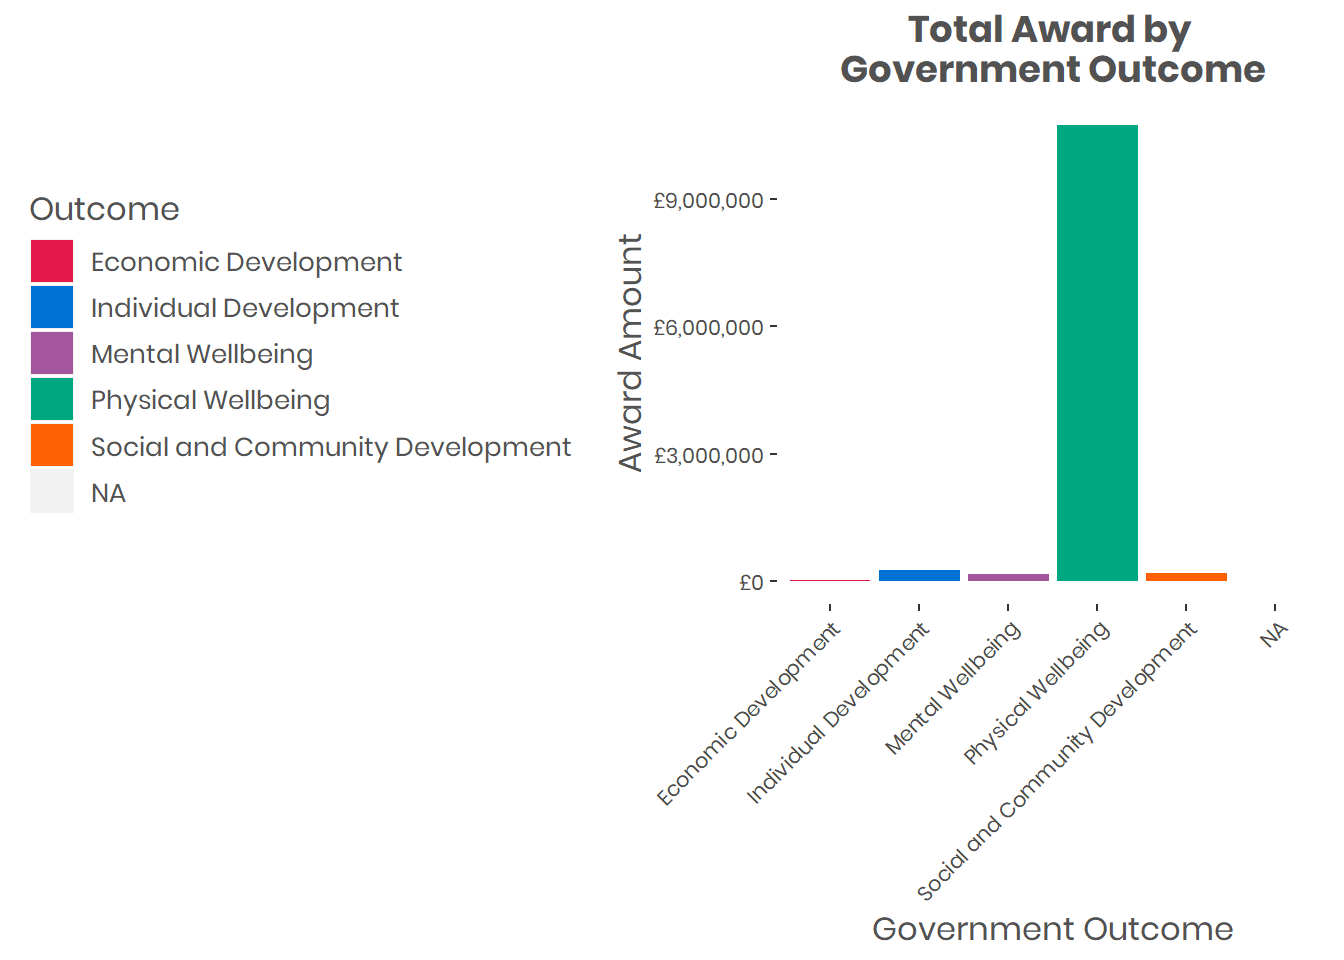 Total Award by
Government Outcome
Outcome
Economic Development
Individual Development
Mental Wellbeing
Physical Wellbeing
Social and Community Development
NA
Award Amount
£9,000,000
£6,000,000
£3,000,000
£0
Economic Development
Individual Development
Mental Wellbeing
Physical Wellbeing
Social and Community Development
NA
Government Outcome